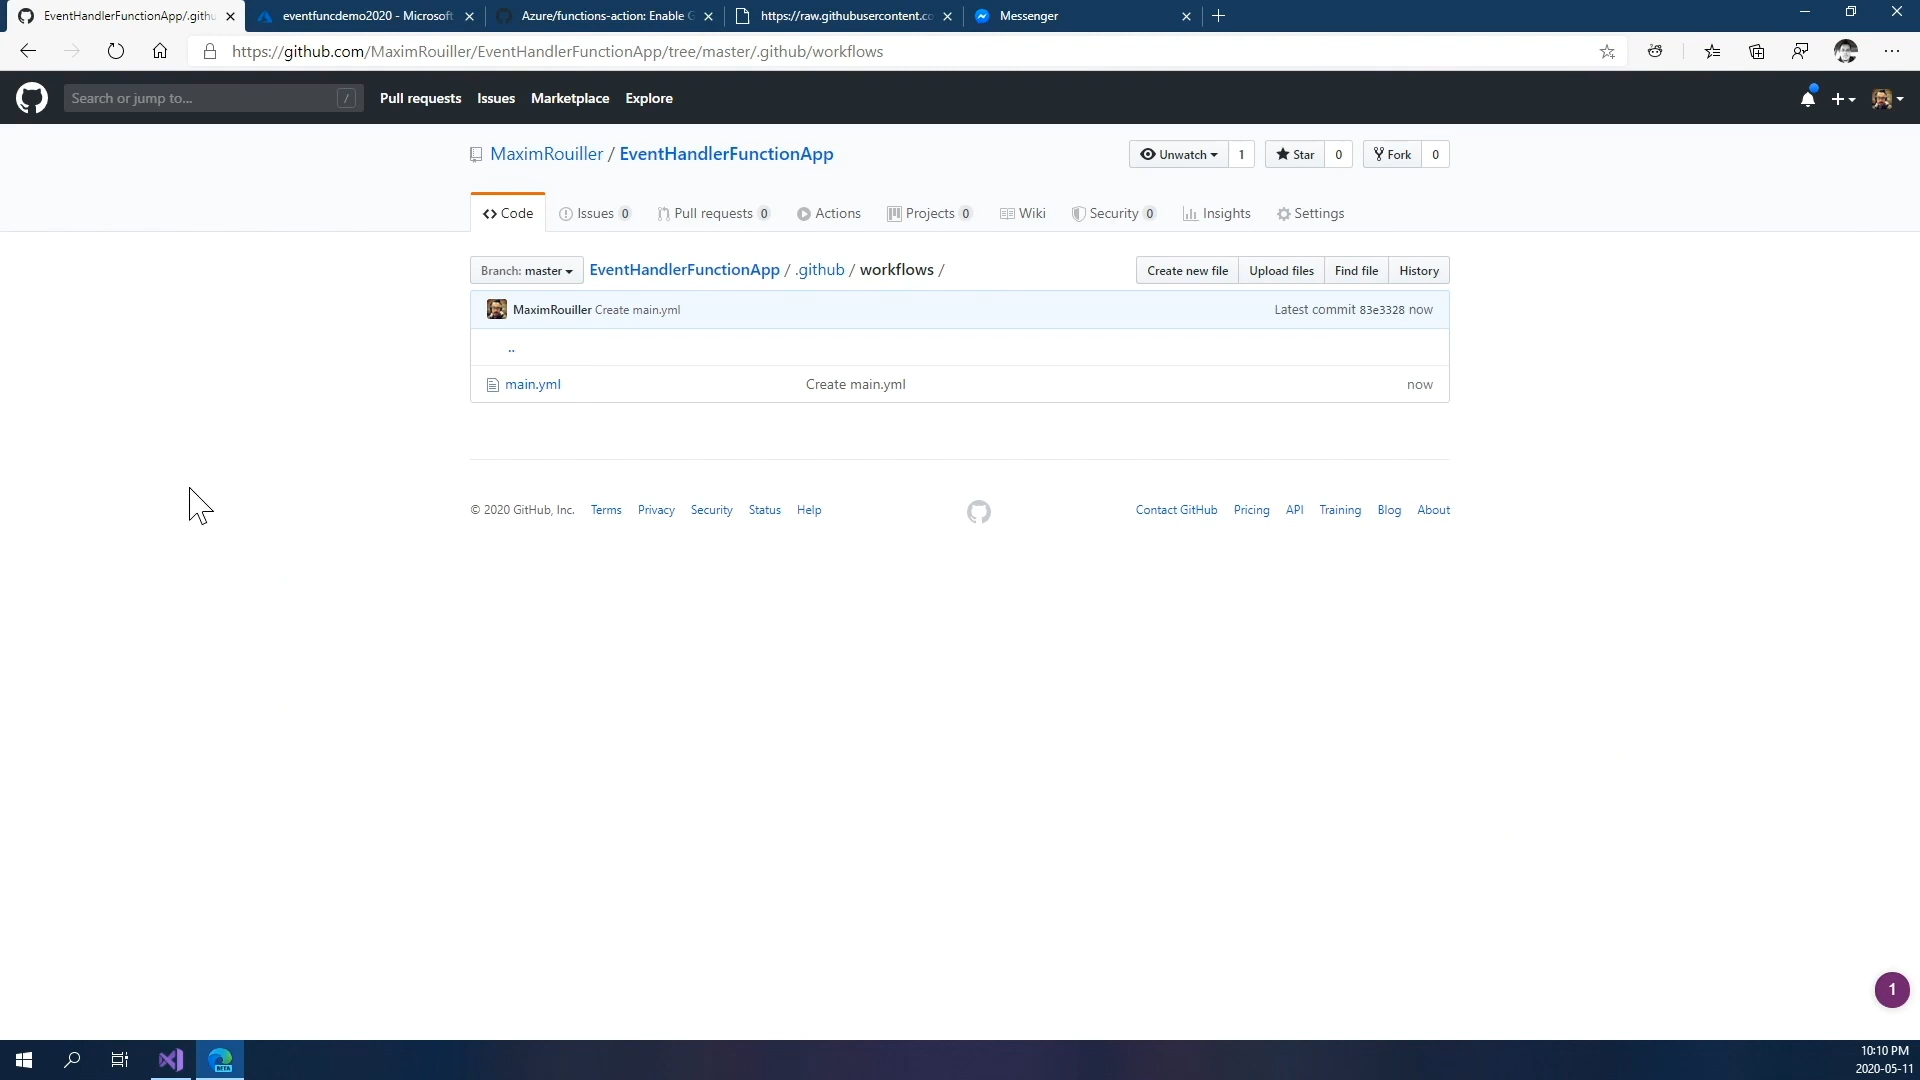 EventHandlerFunctionApp/.githu
eventfuncdemo2020 - Microsoft
Azure/functions-action: Enable G
https://raw.githubusercontent.co
Messenger
https://github.com/MaximRouiller/EventHandlerFunctionApp/tree/master/.github/workflows
Search or jump to... /
Pull requests Issues Marketplace Explore
MaximRouiller / EventHandlerFunctionApp
Unwatch 1 Star 0 Fork 0
Code Issues 0 Pull requests 0 Actions Projects 0 Wiki Security 0 Insights Settings
Branch: master EventHandlerFunctionApp / .github / workflows /
Create new file Upload files Find file History
MaximRouiller Create main.yml Latest commit 83e3328 now
..
main.yml Create main.yml now
© 2020 GitHub, Inc. Terms Privacy Security Status Help Contact GitHub Pricing API Training Blog About
1
BETA
10:10 PM
2020-05-11